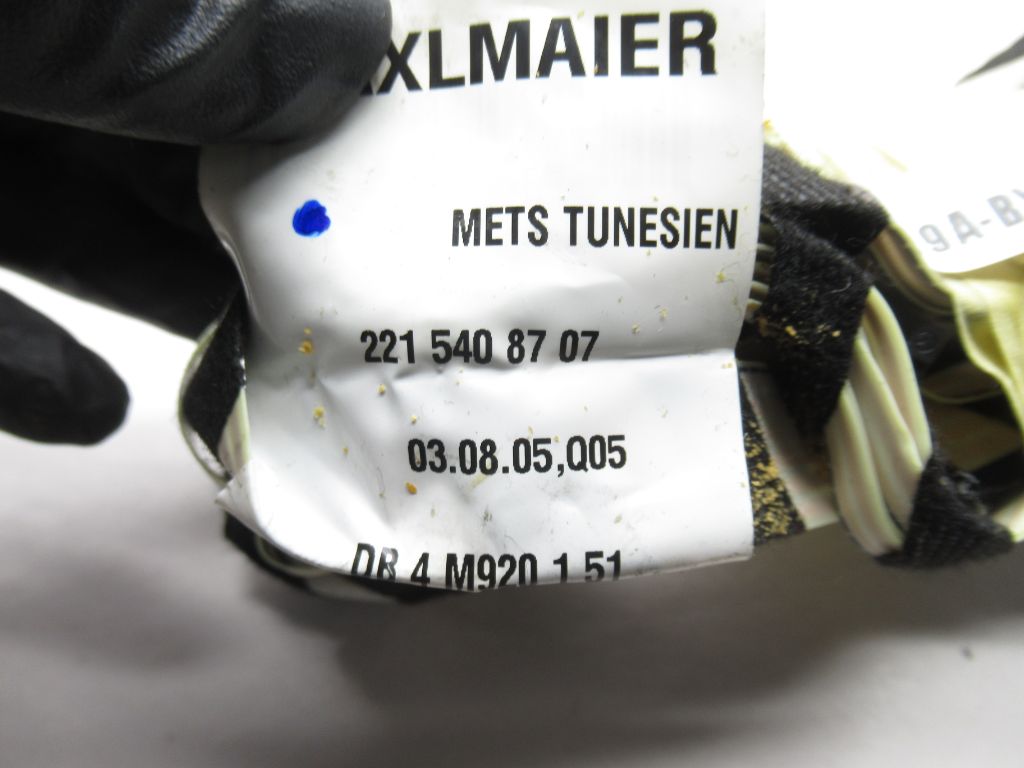 XLMAIER
METS TUNESIEN
221 540 87 07
03.08.05,Q05
DB 4 M920 1 51
9A-B